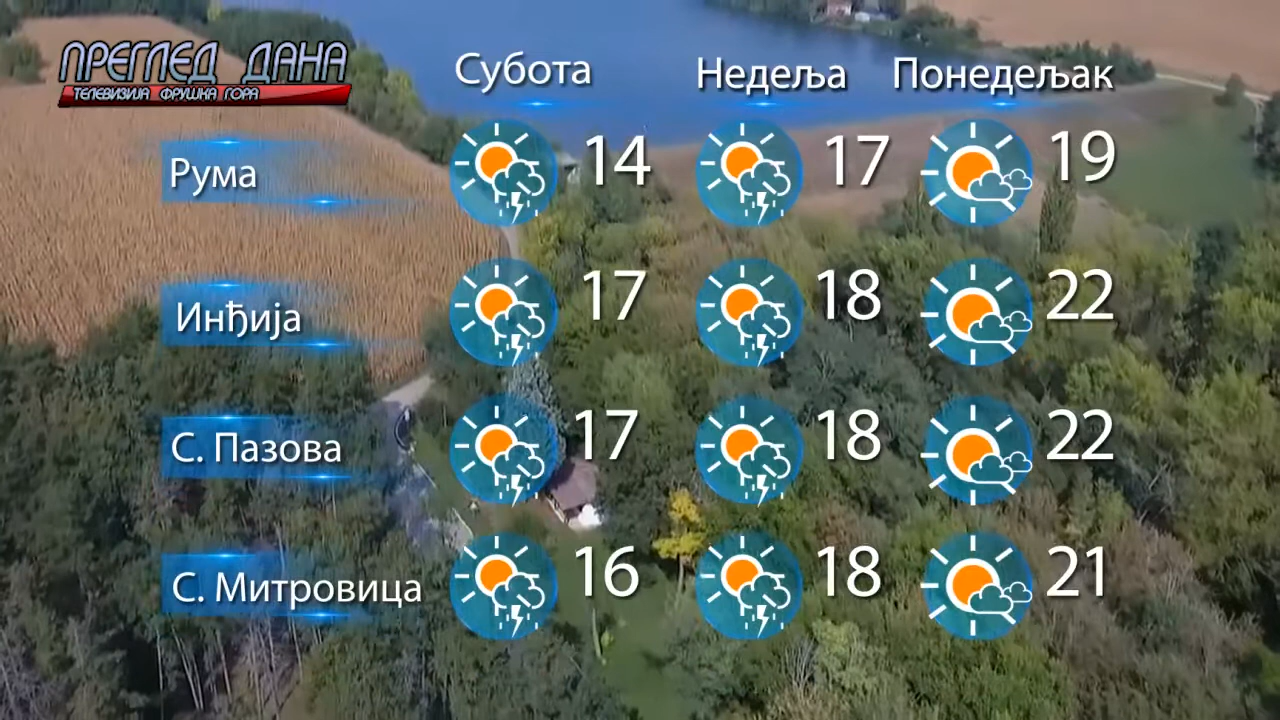 ПРЕГЛЕД ДАНА
ТЕЛЕВИЗИЈА ФРУШКА ГОРА
Субота Недеља Понедељак
Рума 14 17 19
Инђија 17 18 22
С. Пазова 17 18 22
С. Митровица 16 18 21